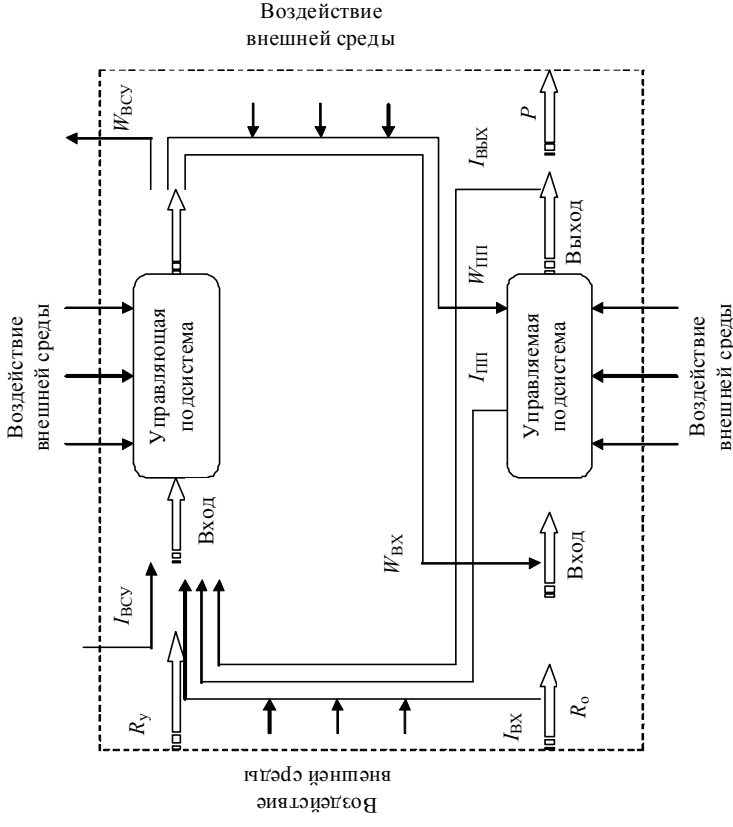 Воздействие
внешней среды
Воздействие
внешней среды
W_ВСУ
I_ВСУ
Вход
Управляющая
подсистема
R_у
W_ВХ
W_ПП
I_ПП
I_ВЫХ
P
I_ВХ
R_о
Вход
Управляемая
подсистема
Выход
Воздействие
внешней среды
Воздействие
внешней среды